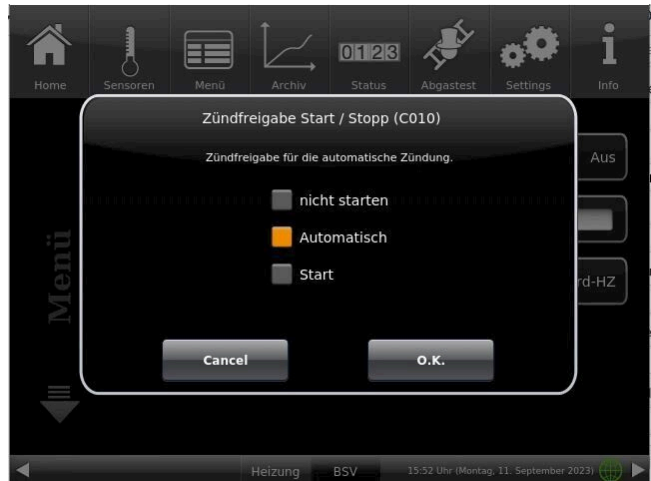 0123
Home Sensoren Menü Archiv Status Abgastest Settings Info
Zündfreigabe Start / Stopp (C010)
Zündfreigabe für die automatische Zündung.
Aus
nicht starten
Automatisch
Start
rd-HZ
Menü
Cancel O.K.
Heizung BSV 15:52 Uhr (Montag, 11. September 2023)